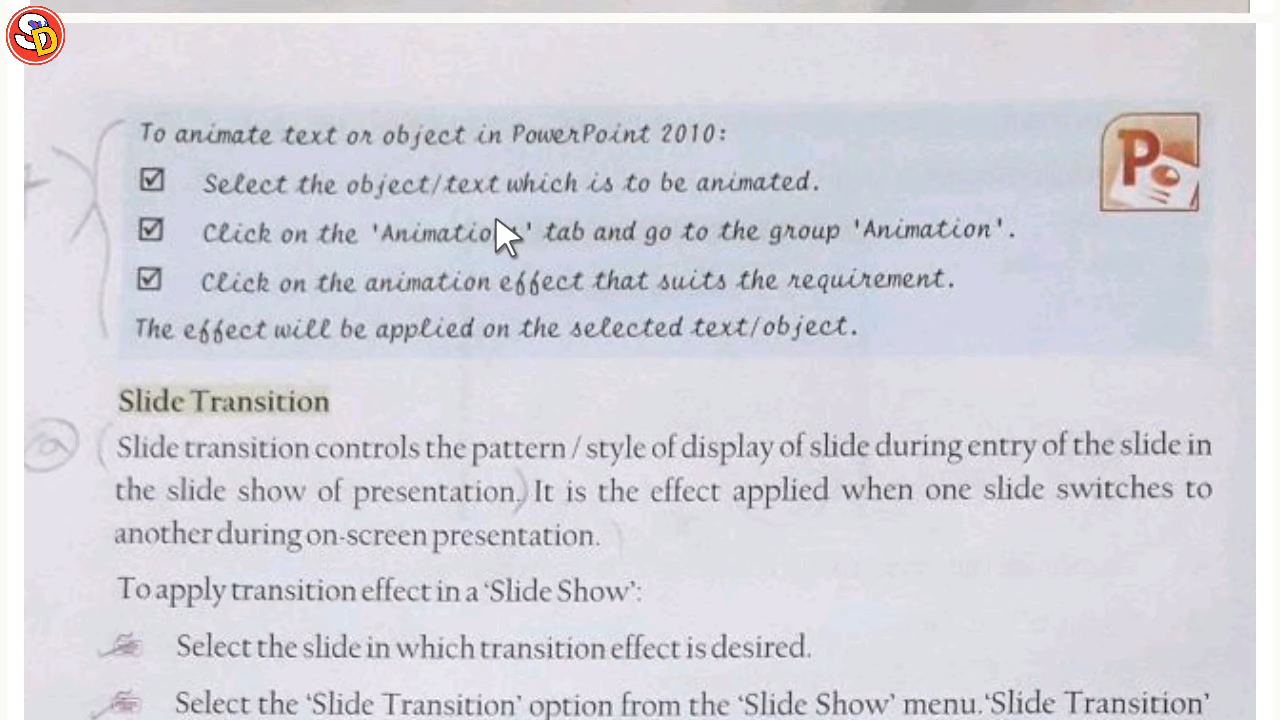 SD
To animate text or object in PowerPoint 2010:
Select the object/text which is to be animated.
Click on the 'Animation' tab and go to the group 'Animation'.
Click on the animation effect that suits the requirement.
The effect will be applied on the selected text/object.
P
Slide Transition
Slide transition controls the pattern / style of display of slide during entry of the slide in
the slide show of presentation. It is the effect applied when one slide switches to
another during on-screen presentation.
To apply transition effect in a 'Slide Show':
Select the slide in which transition effect is desired.
Select the 'Slide Transition' option from the 'Slide Show' menu. 'Slide Transition'